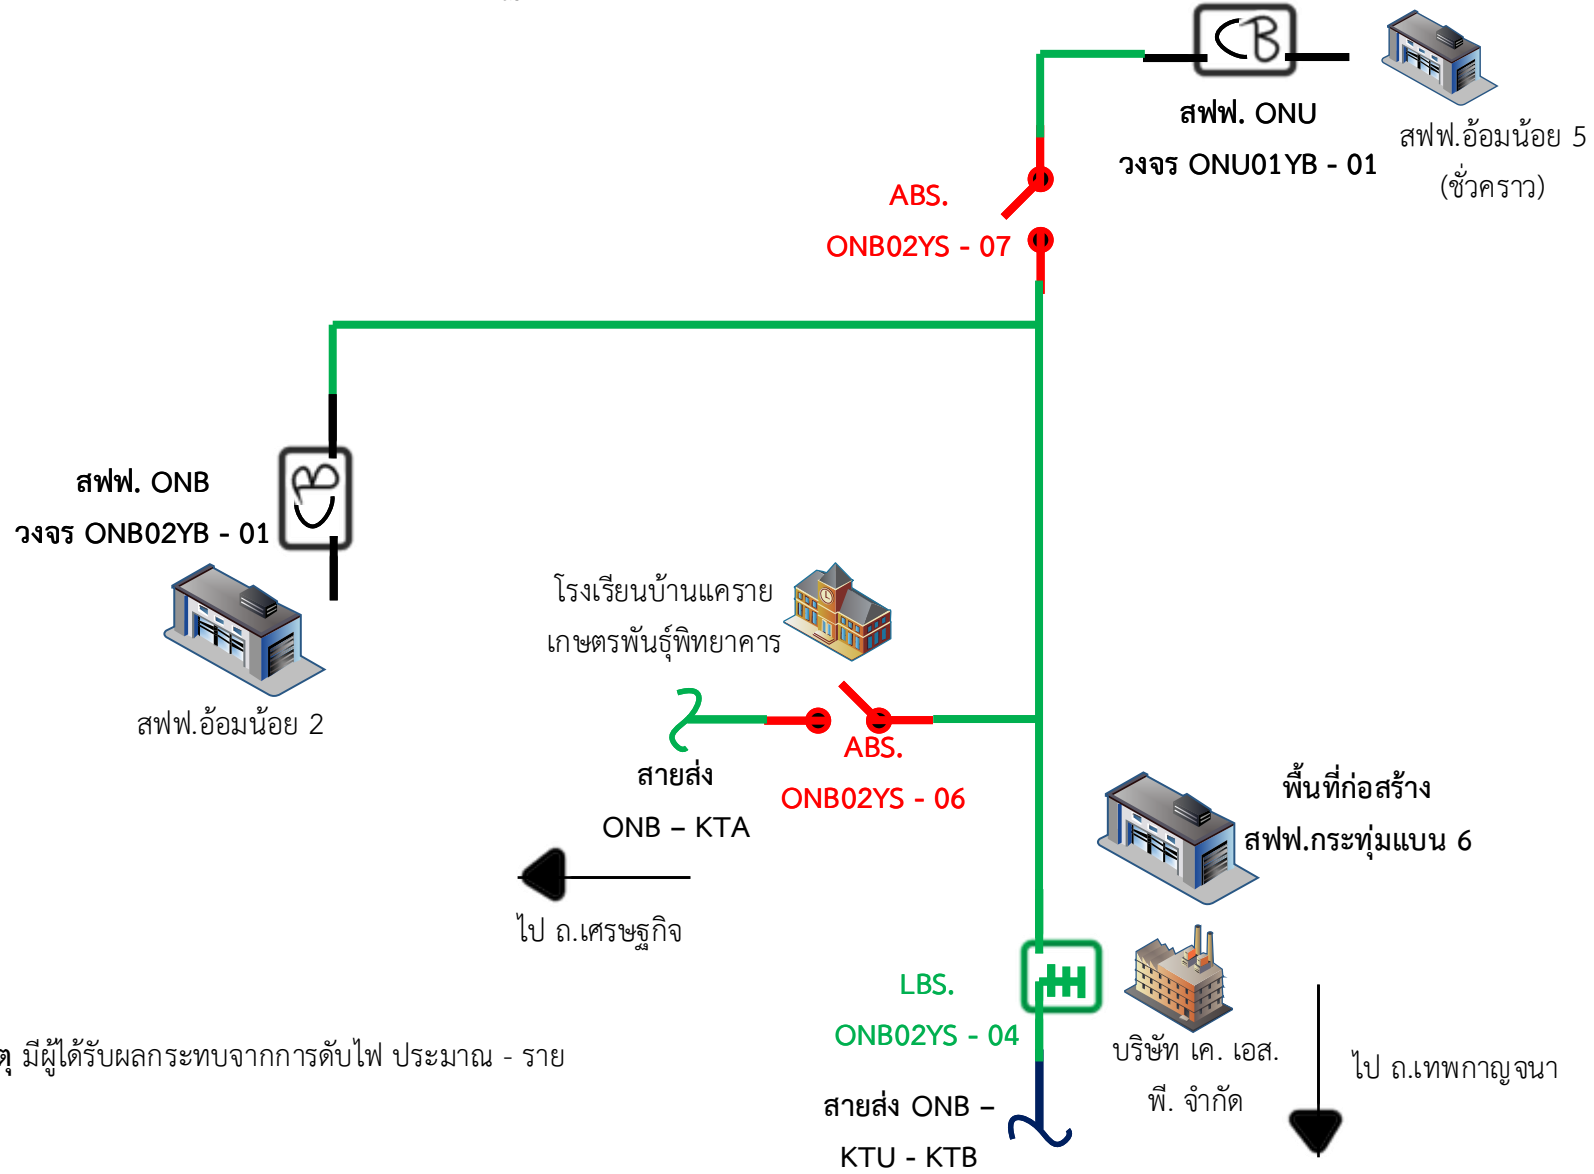 CB
สฟฟ. ONU
วงจร ONU01YB - 01
สฟฟ.อ้อมน้อย 5
(ชั่วคราว)
ABS.
ONB02YS - 07
สฟฟ. ONB
วงจร ONB02YB - 01
CB
สฟฟ.อ้อมน้อย 2
โรงเรียนบ้านแคราย
เกษตรพันธุ์พิทยาคาร
ABS.
ONB02YS - 06
สายส่ง
ONB – KTA
พื้นที่ก่อสร้าง
สฟฟ.กระทุ่มแบน 6
ไป ถ.เศรษฐกิจ
LBS.
ONB02YS - 04
บริษัท เค. เอส.
พี. จำกัด
ไป ถ.เทพกาญจนา
ตุ มีผู้ได้รับผลกระทบจากการดับไฟ ประมาณ - ราย
สายส่ง ONB –
KTU - KTB